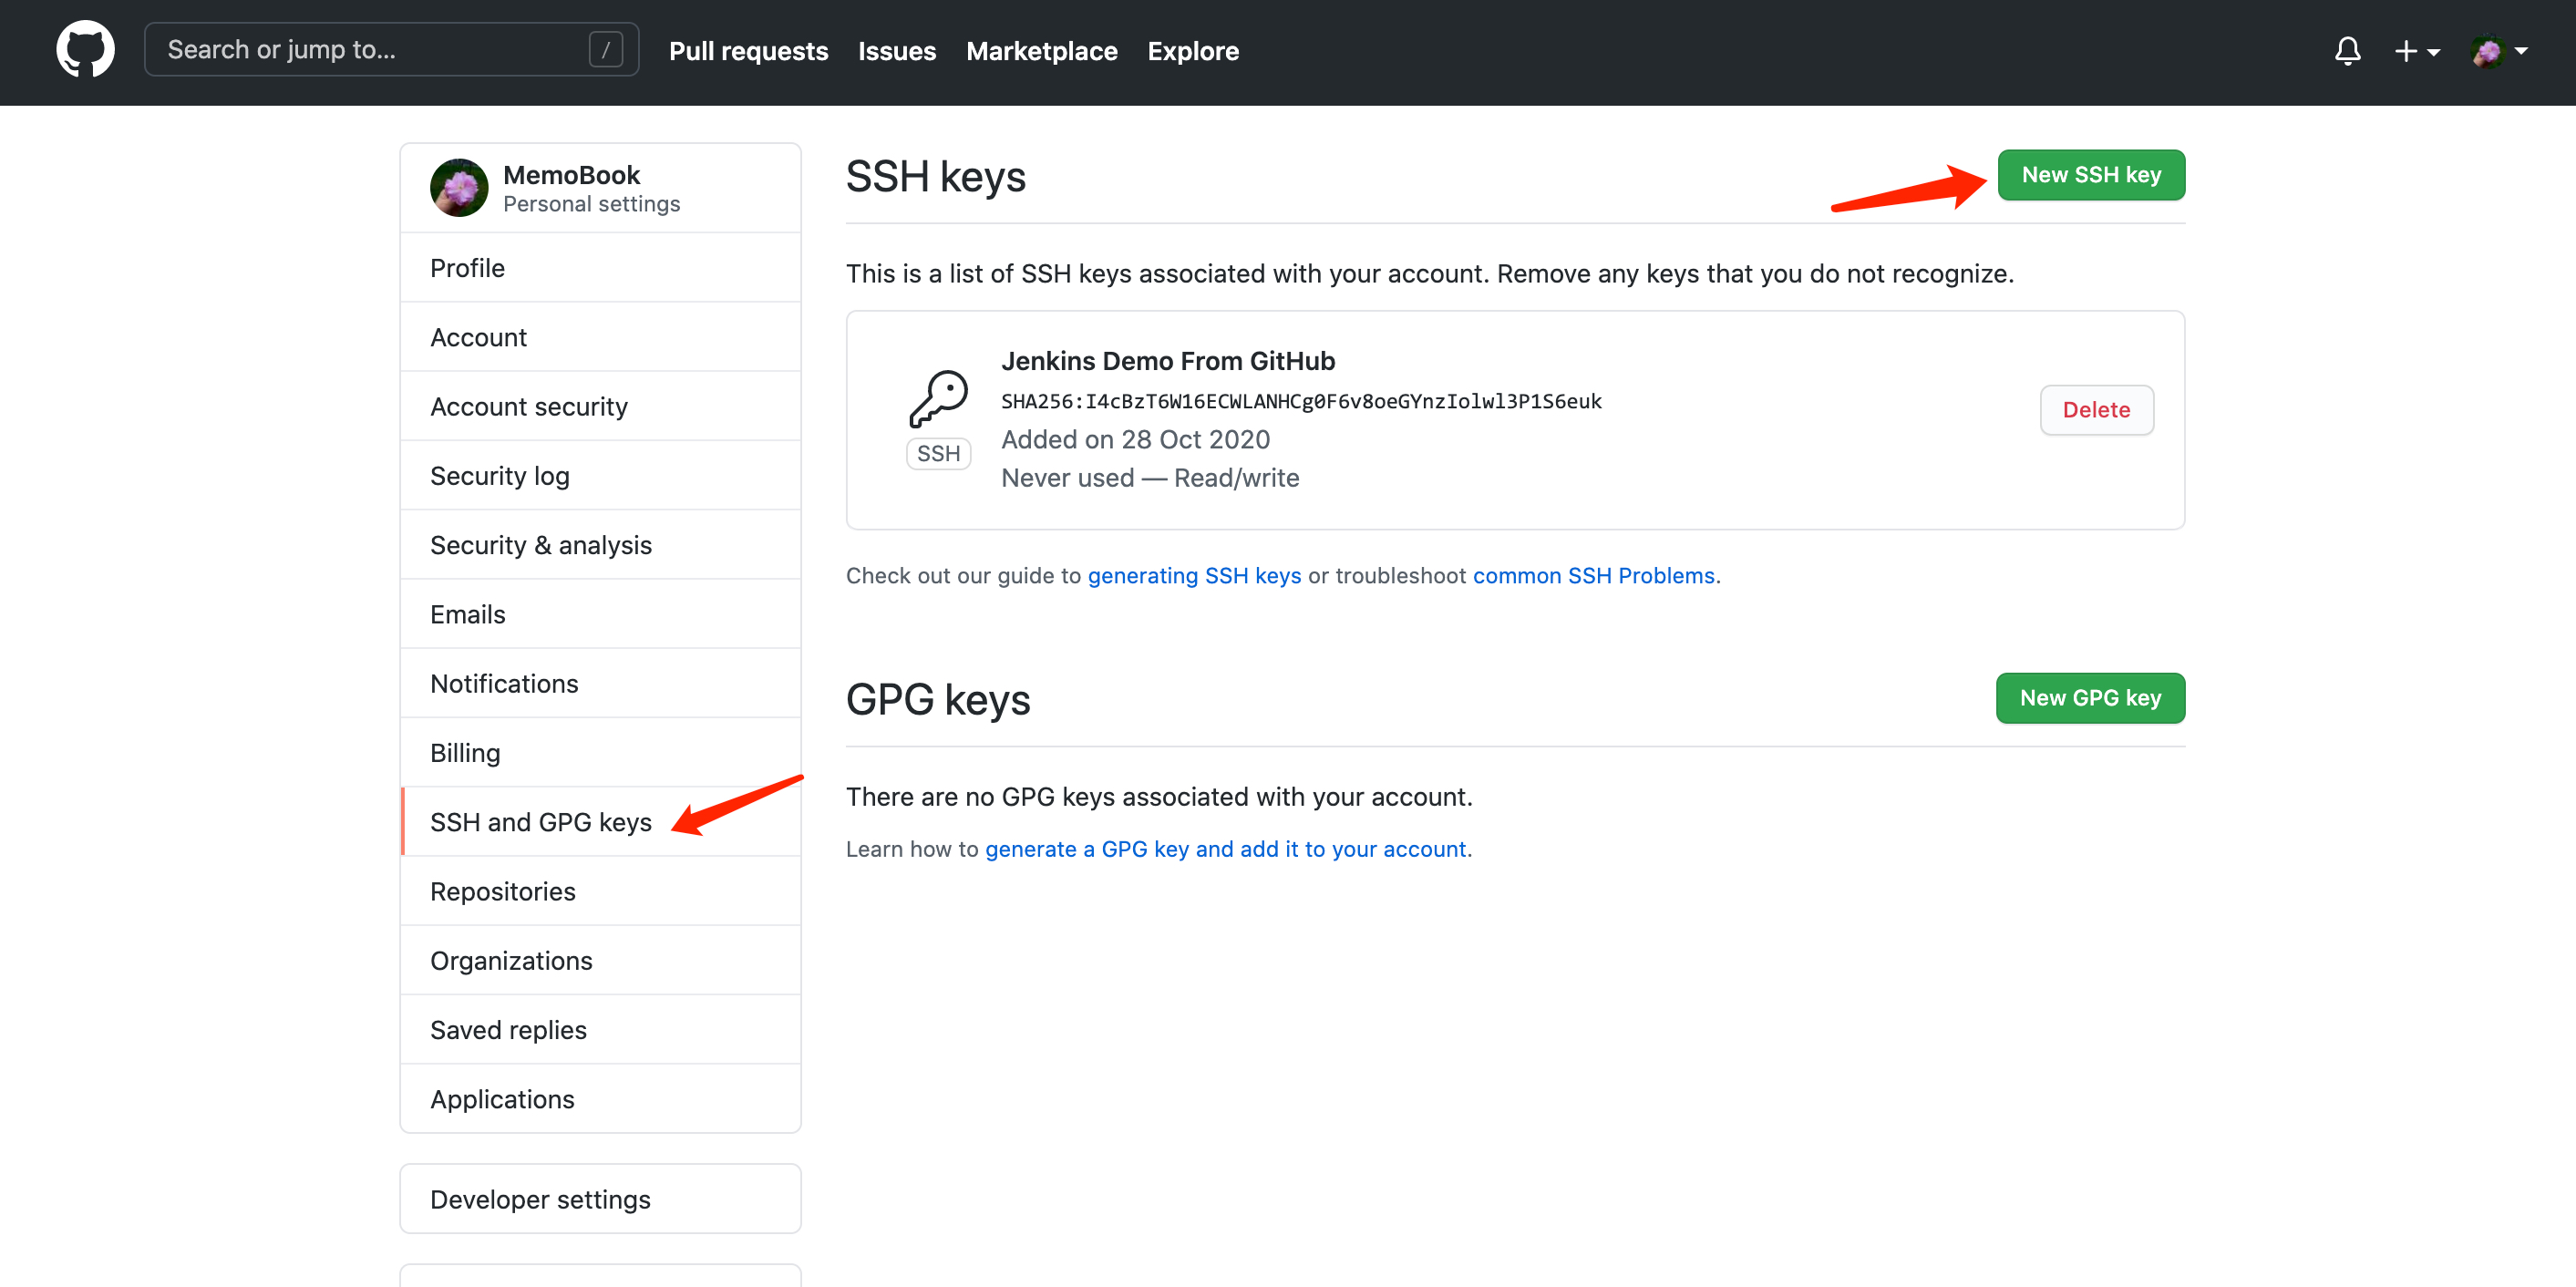 Search or jump to...
/
Pull requests
Issues
Marketplace
Explore
MemoBook
Personal settings
Profile
Account
Account security
Security log
Security & analysis
Emails
Notifications
Billing
SSH and GPG keys
Repositories
Organizations
Saved replies
Applications
Developer settings
SSH keys
New SSH key
This is a list of SSH keys associated with your account. Remove any keys that you do not recognize.
Jenkins Demo From GitHub
SHA256:I4cBzT6W16ECWLANHCg0F6v8oeGYnzIolwl3P1S6euk
Added on 28 Oct 2020
Never used — Read/write
SSH
Delete
Check out our guide to generating SSH keys or troubleshoot common SSH Problems.
GPG keys
New GPG key
There are no GPG keys associated with your account.
Learn how to generate a GPG key and add it to your account.